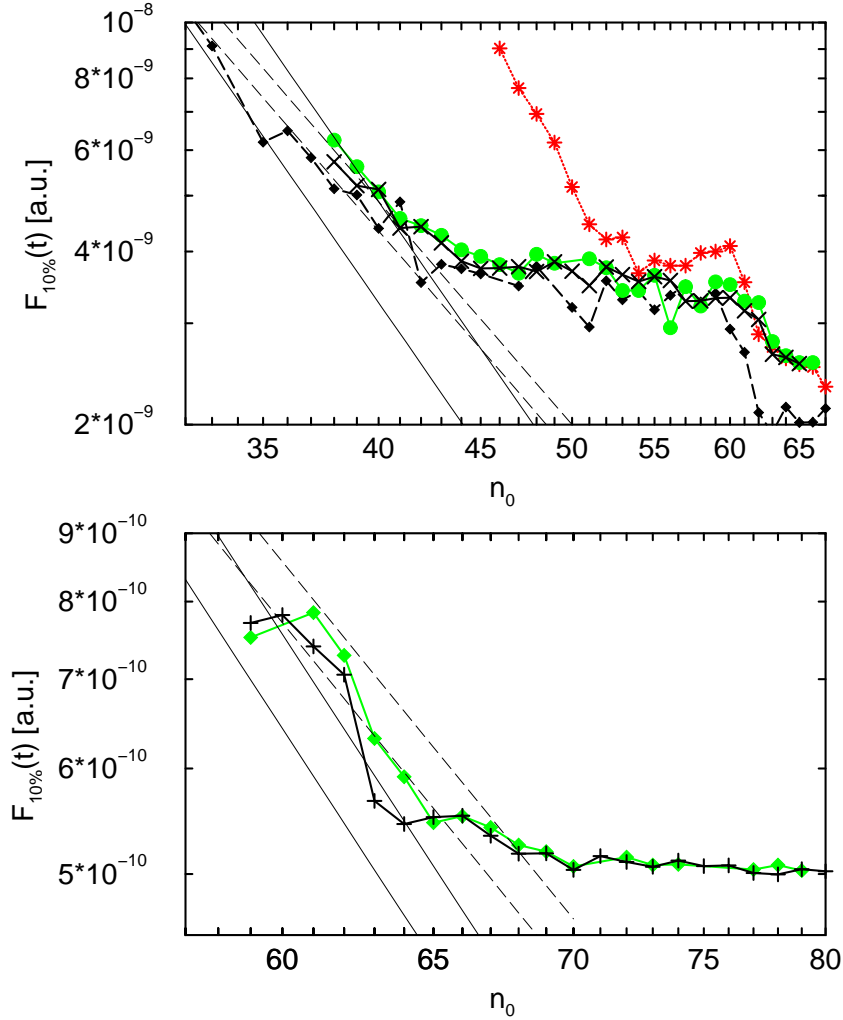 10⁻⁸
8*10⁻⁹
6*10⁻⁹
4*10⁻⁹
2*10⁻⁹
F₁₀%(t) [a.u.]
35 40 45 50 55 60 65
n₀
9*10⁻¹⁰
8*10⁻¹⁰
7*10⁻¹⁰
6*10⁻¹⁰
5*10⁻¹⁰
F₁₀%(t) [a.u.]
60 65 70 75 80
n₀